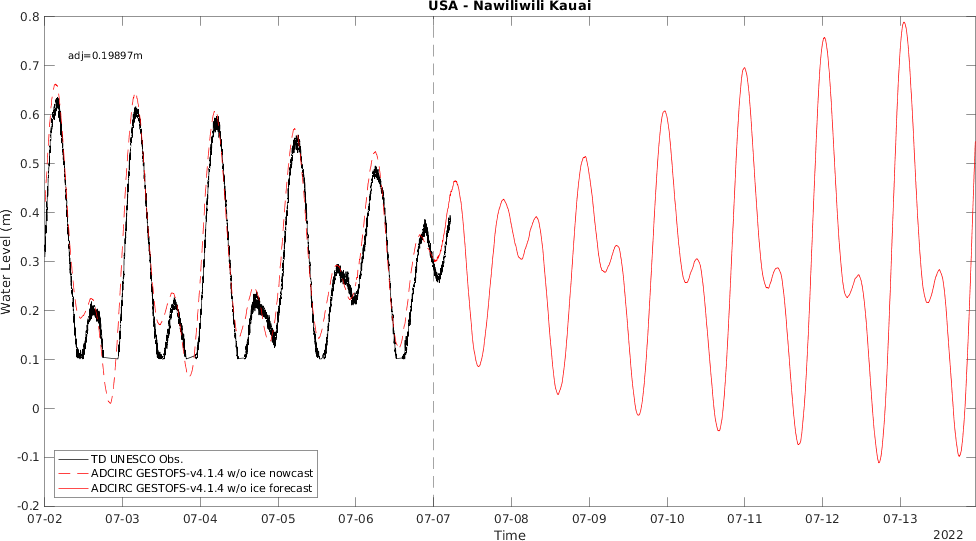 USA - Nawiliwili Kauai
adj=0.19897m
Water Level (m)
0.8
0.7
0.6
0.5
0.4
0.3
0.2
0.1
0
-0.1
-0.2
TD UNESCO Obs.
ADCIRC GESTOFS-v4.1.4 w/o ice nowcast
ADCIRC GESTOFS-v4.1.4 w/o ice forecast
07-02 07-03 07-04 07-05 07-06 07-07 07-08 07-09 07-10 07-11 07-12 07-13
Time
2022